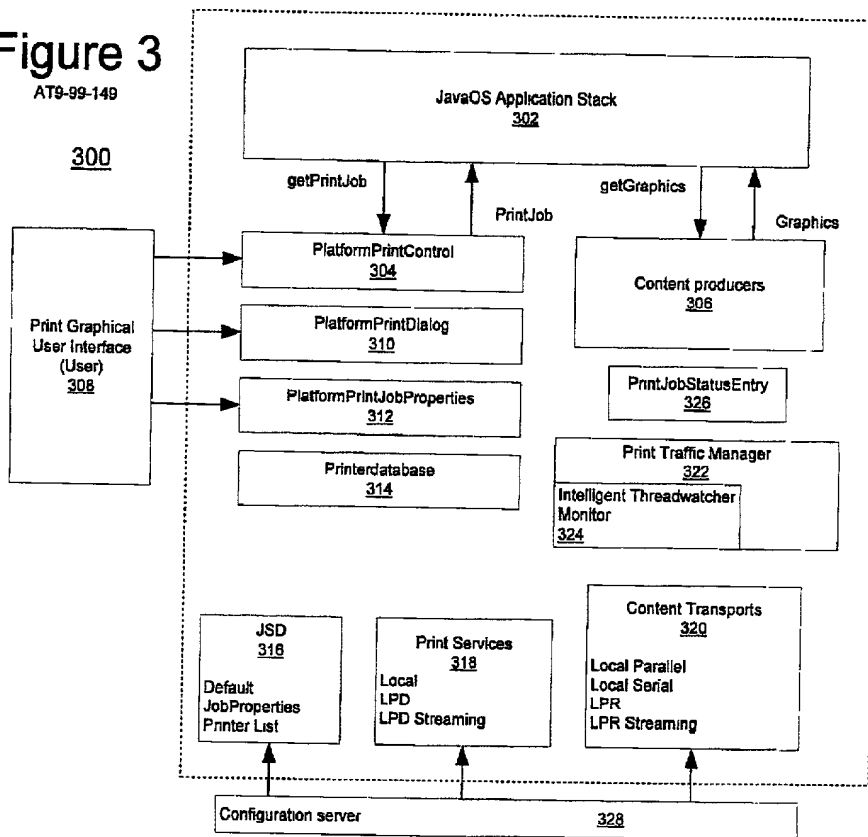 Figure 3
AT9-99-149
300
JavaOS Application Stack
302
getPrintJob
PrintJob
getGraphics
Graphics
PlatformPrintControl
304
Content producers
306
Print Graphical
User Interface
(User)
308
PlatformPrintDialog
310
PlatformPrintJobProperties
312
Printerdatabase
314
PrintJobStatusEntry
326
Print Traffic Manager
322
Intelligent Threadwatcher
Monitor
324
JSD
316
Default
JobProperties
Printer List
Print Services
318
Local
LPD
LPD Streaming
Content Transports
320
Local Parallel
Local Serial
LPR
LPR Streaming
Configuration server
328